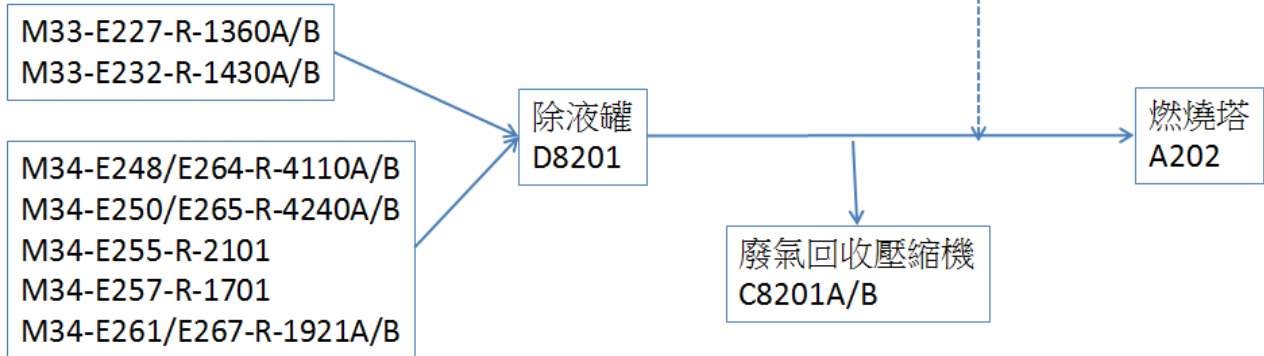 M33-E227-R-1360A/B
M33-E232-R-1430A/B
除液罐
D8201
燃燒塔
A202
M34-E248/E264-R-4110A/B
M34-E250/E265-R-4240A/B
M34-E255-R-2101
M34-E257-R-1701
M34-E261/E267-R-1921A/B
廢氣回收壓縮機
C8201A/B